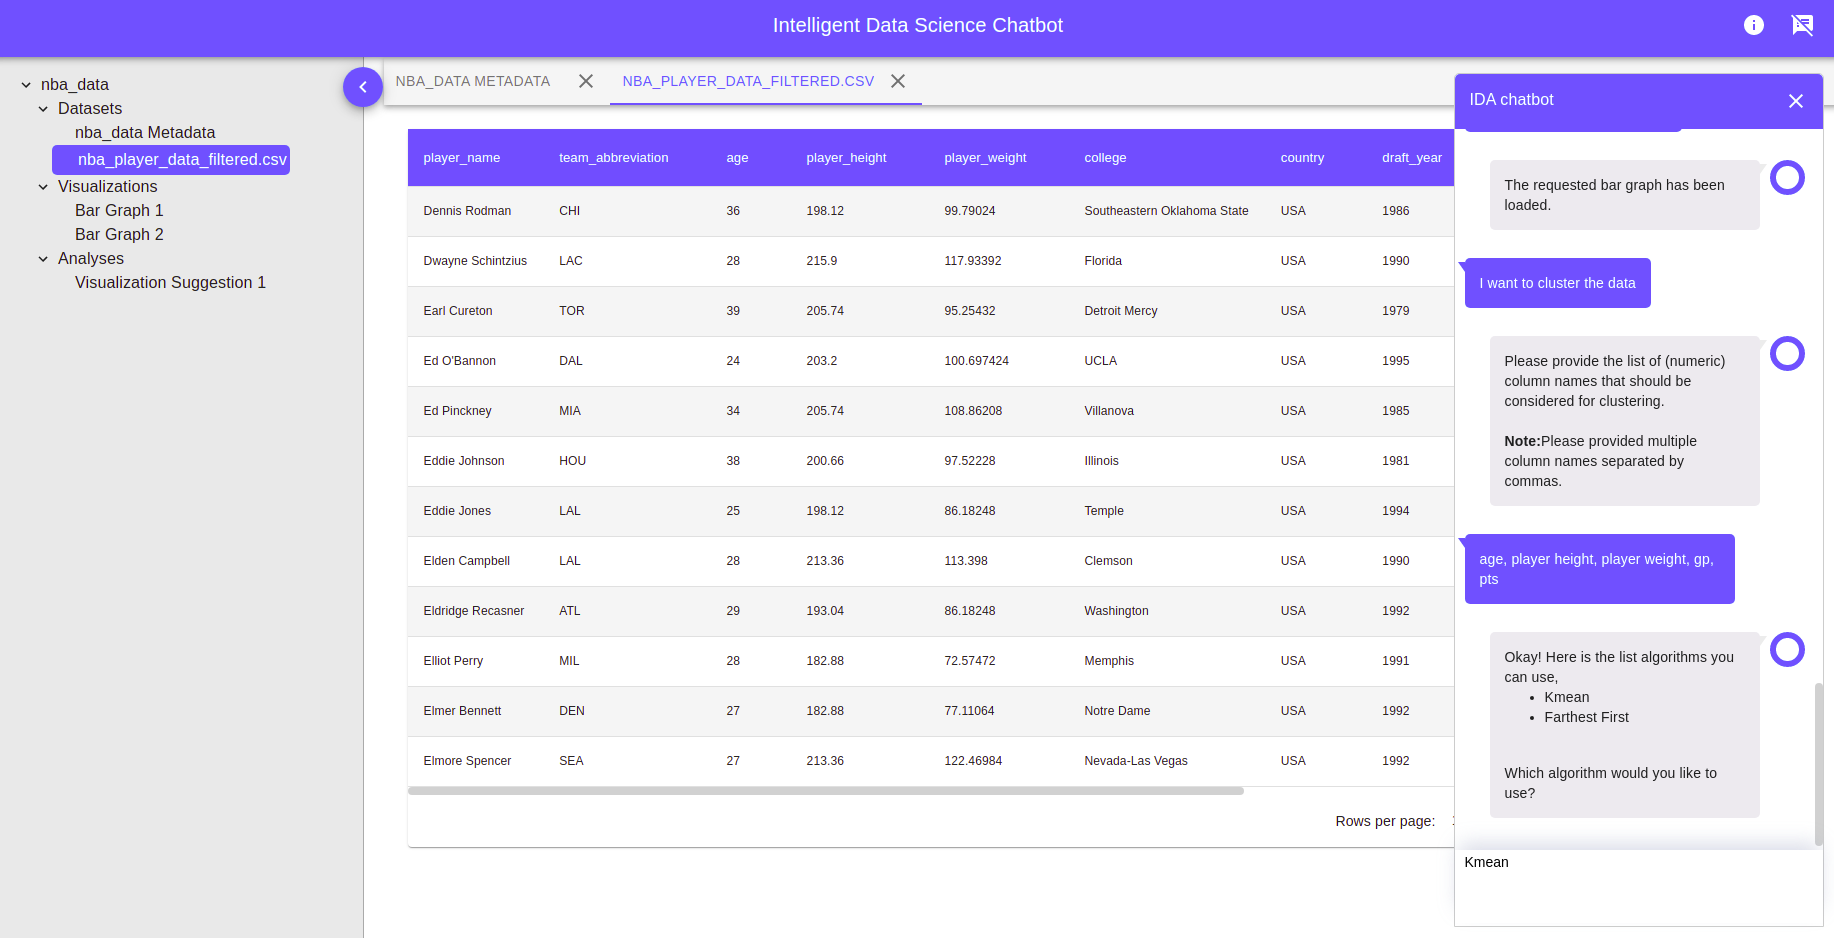 Intelligent Data Science Chatbot
nba_data
Datasets
nba_data Metadata
nba_player_data_filtered.csv
Visualizations
Bar Graph 1
Bar Graph 2
Analyses
Visualization Suggestion 1
NBA_DATA METADATA
NBA_PLAYER_DATA_FILTERED.CSV
player_name team_abbreviation age player_height player_weight college country draft_year
Dennis Rodman CHI 36 198.12 99.79024 Southeastern Oklahoma State USA 1986
Dwayne Schintzius LAC 28 215.9 117.93392 Florida USA 1990
Earl Cureton TOR 39 205.74 95.25432 Detroit Mercy USA 1979
Ed O'Bannon DAL 24 203.2 100.697424 UCLA USA 1995
Ed Pinckney MIA 34 205.74 108.86208 Villanova USA 1985
Eddie Johnson HOU 38 200.66 97.52228 Illinois USA 1981
Eddie Jones LAL 25 198.12 86.18248 Temple USA 1994
Elden Campbell LAL 28 213.36 113.398 Clemson USA 1990
Eldridge Recasner ATL 29 193.04 86.18248 Washington USA 1992
Elliot Perry MIL 28 182.88 72.57472 Memphis USA 1991
Elmer Bennett DEN 27 182.88 77.11064 Notre Dame USA 1992
Elmore Spencer SEA 27 213.36 122.46984 Nevada-Las Vegas USA 1992
Rows per page:
IDA chatbot
The requested bar graph has been
loaded.
I want to cluster the data
Please provide the list of (numeric)
column names that should be
considered for clustering.
Note:Please provided multiple
column names separated by
commas.
age, player height, player weight, gp,
pts
Okay! Here is the list algorithms you
can use,
• Kmean
• Farthest First
Which algorithm would you like to
use?
Kmean